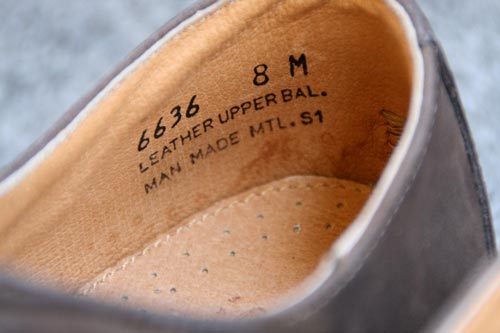 6636 8 M
LEATHER UPPER BAL.
MAN MADE MTL. S1